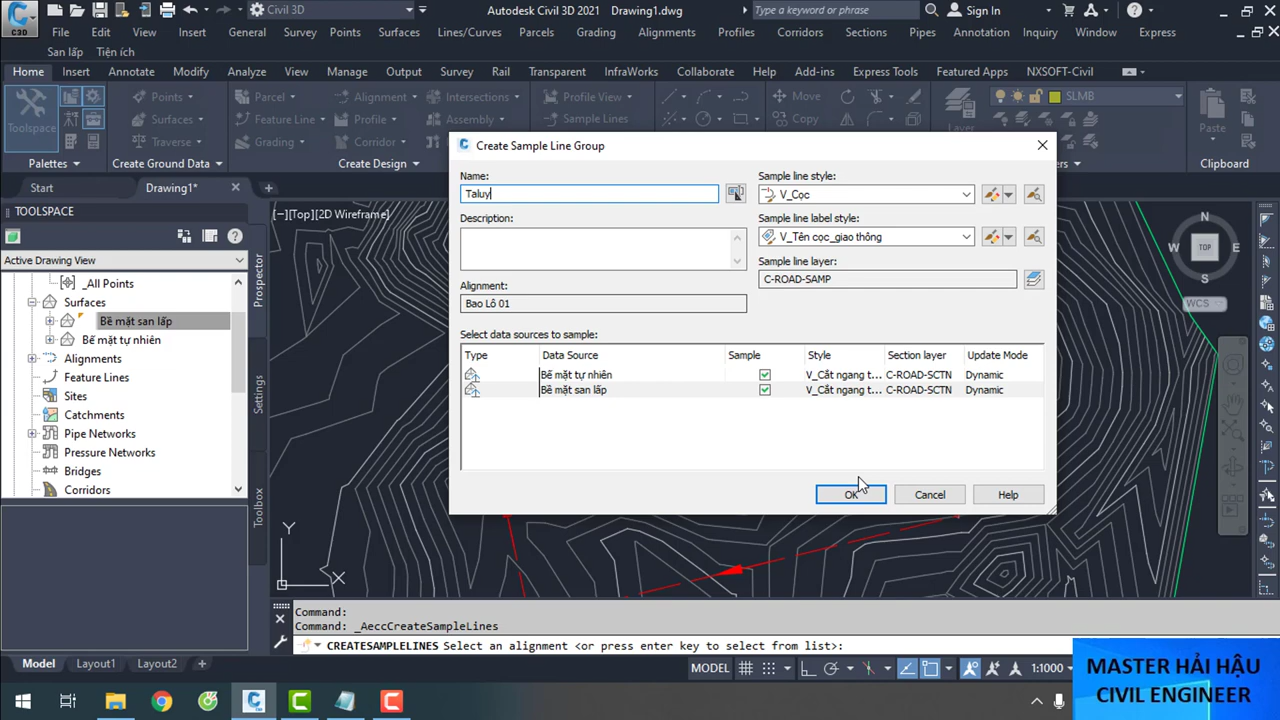 Civil 3D
Autodesk Civil 3D 2021 Drawing1.dwg
Type a keyword or phrase
Sign In
C3D
File Edit View Insert General Survey Points Surfaces Lines/Curves Parcels Grading Alignments Profiles Corridors Sections Pipes Annotation Inquiry Window Express
San lấp Tiện ích
Home Insert Annotate Modify Analyze View Manage Output Survey Rail Transparent InfraWorks Collaborate Help Add-ins Express Tools Featured Apps NXSOFT-Civil
Points Parcel Alignment Intersections Profile View Move SLMB
Toolspace Surfaces Feature Line Profile Assembly Sample Lines Copy Layer Paste
Traverse Grading Corridor
Palettes Create Ground Data Create Design Clipboard
Start Drawing1*
TOOLSPACE
[−][Top][2D Wireframe]
Active Drawing View
_All Points
Surfaces
Bề mặt san lấp
Bề mặt tự nhiên
Alignments
Feature Lines
Sites
Catchments
Pipe Networks
Pressure Networks
Bridges
Corridors
Prospector
Settings
Toolbox
Create Sample Line Group
Name:
Taluy
Description:
Alignment:
Bao Lô 01
Sample line style:
V_Cọc
Sample line label style:
V_Tên cọc_giao thông
Sample line layer:
C-ROAD-SAMP
Select data sources to sample:
Type Data Source Sample Style Section layer Update Mode
Bề mặt tự nhiên V_Cắt ngang t... C-ROAD-SCTN Dynamic
Bề mặt san lấp V_Cắt ngang t... C-ROAD-SCTN Dynamic
OK Cancel Help
N
W TOP E
S
WCS
Y
X
Command:
Command: _AeccCreateSampleLines
CREATESAMPLELINES Select an alignment <or press enter key to select from list>:
Model Layout1 Layout2
MODEL
1:1000
MASTER HẢI HẬU
CIVIL ENGINEER